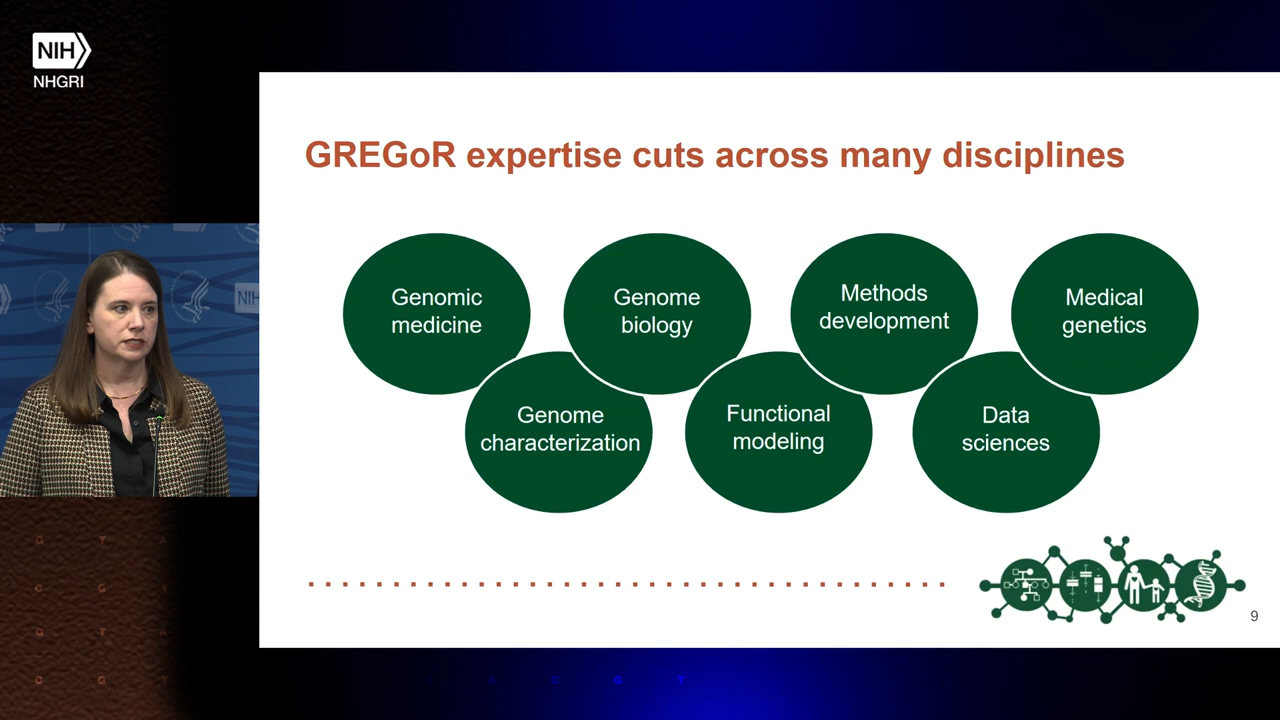 NIH
NHGRI
GREGoR expertise cuts across many disciplines
Genomic
medicine
Genome
biology
Methods
development
Medical
genetics
Genome
characterization
Functional
modeling
Data
sciences
9
NIH
G T A
C G T
G T A
C G T